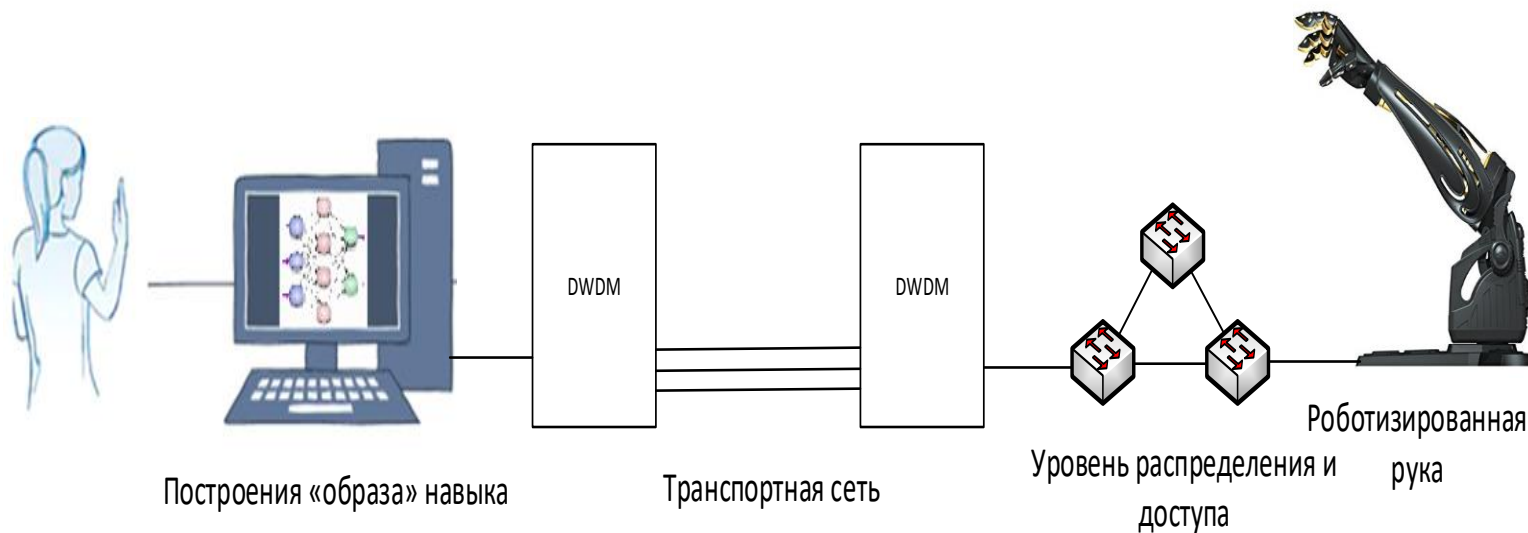 DWDM
DWDM
Построения «образа» навыка
Транспортная сеть
Уровень распределения и
доступа
Роботизированная
рука